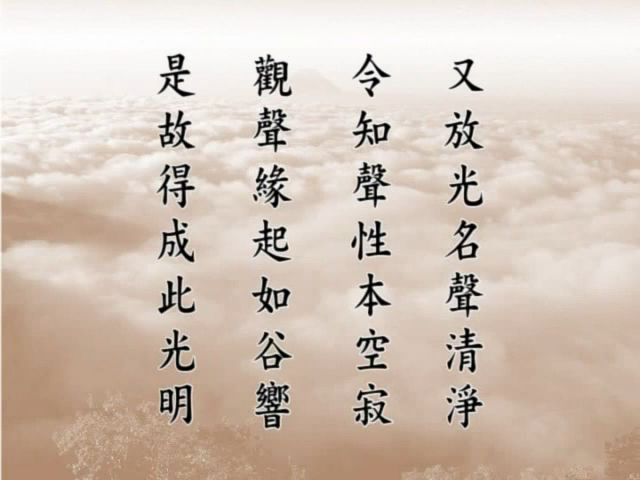 又放光名聲清淨
令知聲性本空寂
觀聲緣起如谷響
是故得成此光明